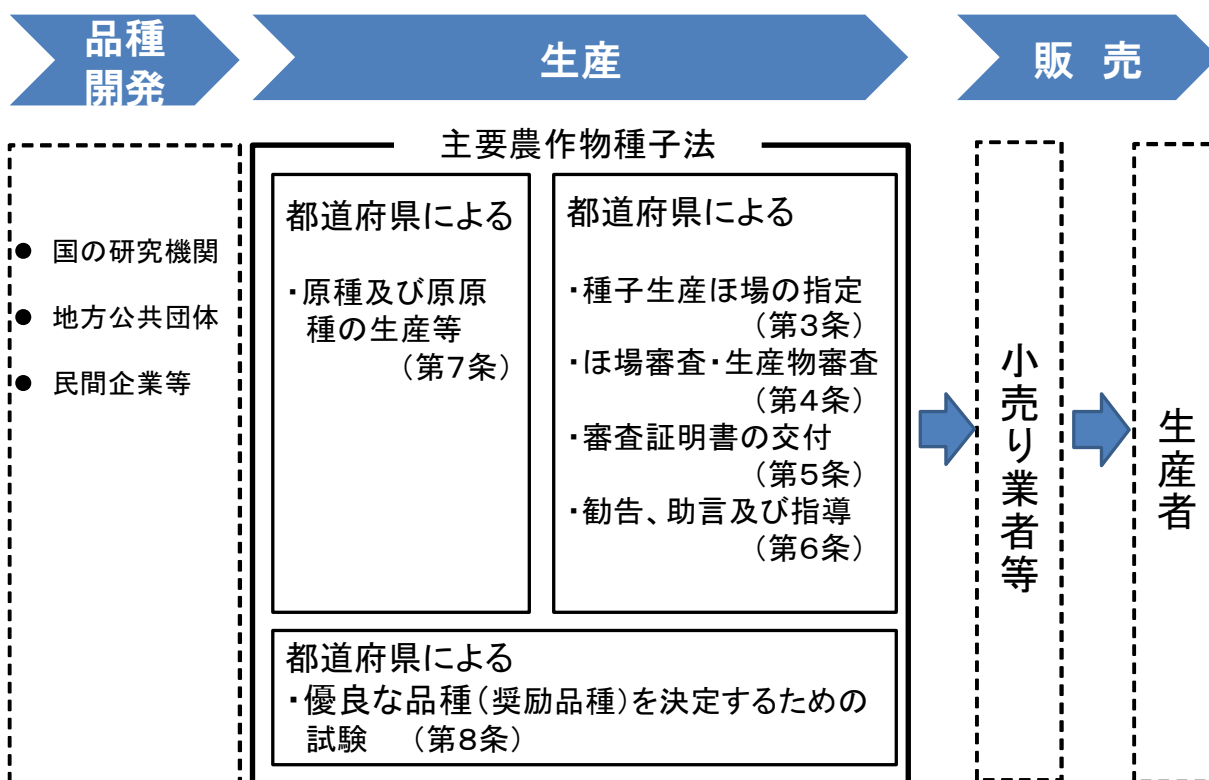 品種
開発
生産
販 売
主要農作物種子法
● 国の研究機関
● 地方公共団体
● 民間企業等
都道府県による
・原種及び原原
種の生産等
（第７条）
都道府県による
・種子生産ほ場の指定
（第３条）
・ほ場審査・生産物審査
（第４条）
・審査証明書の交付
（第５条）
・勧告、助言及び指導
（第６条）
都道府県による
・優良な品種（奨励品種）を決定するための
試験 （第８条）
小売り業者等
生産者